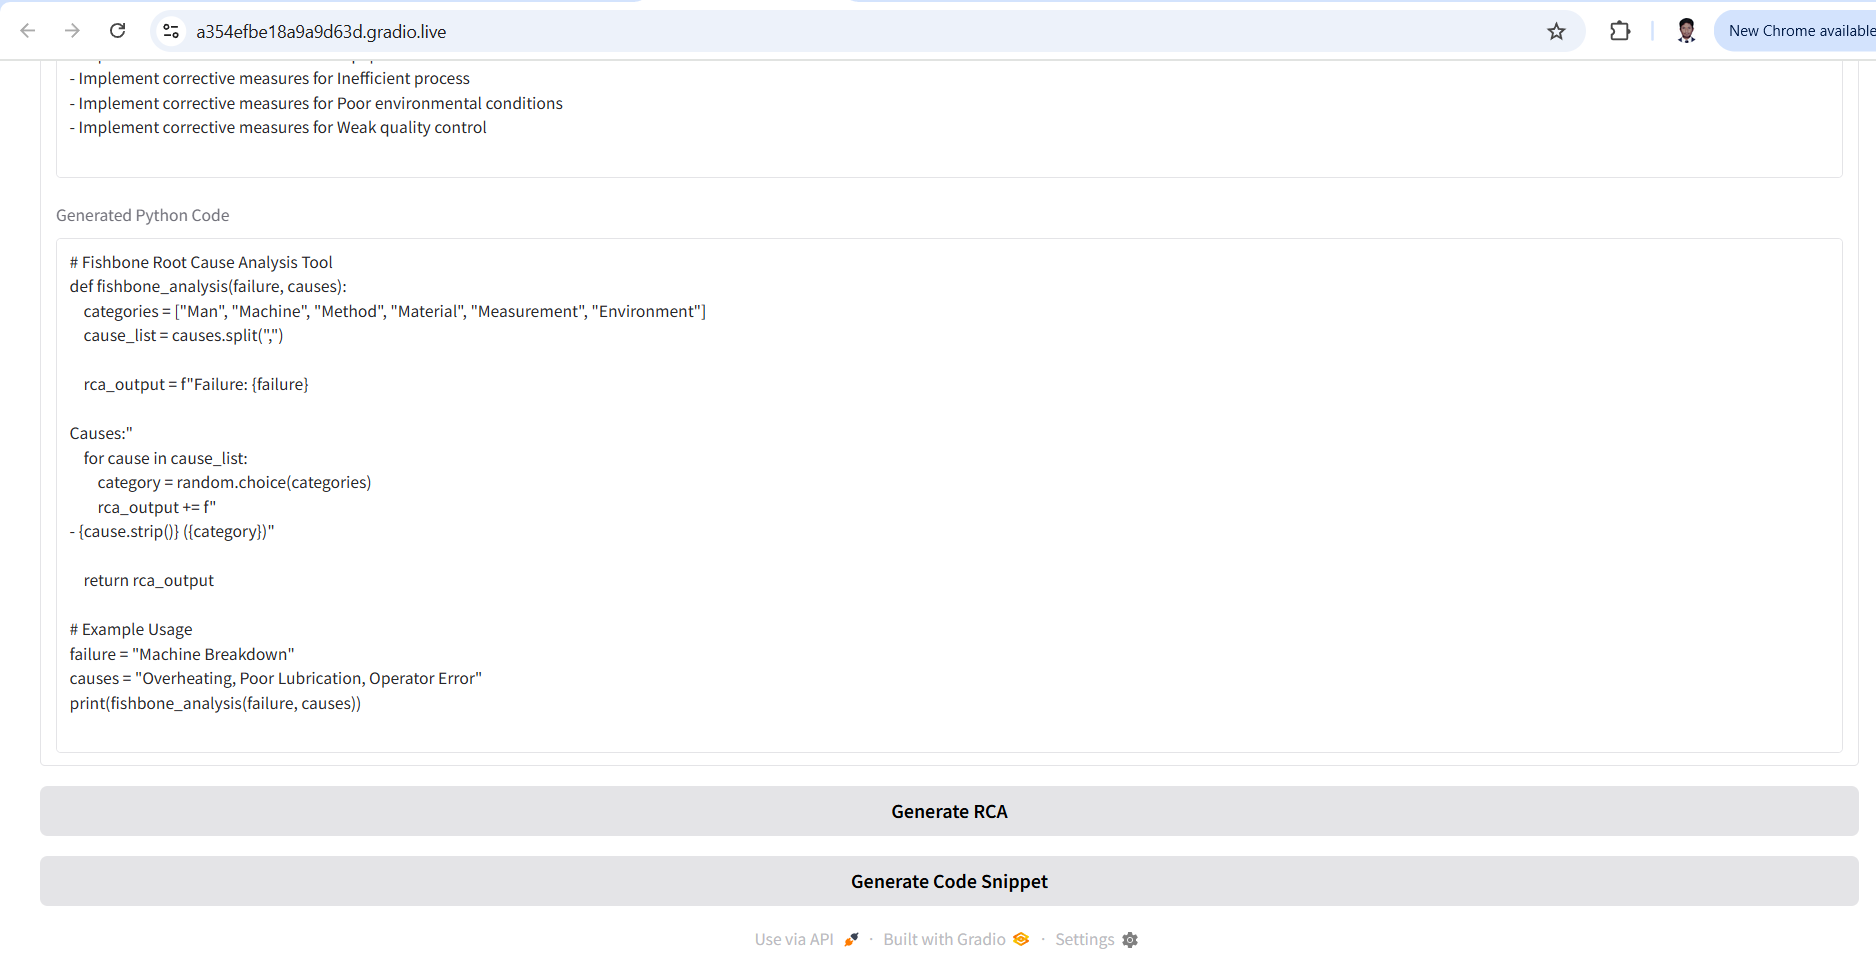 a354efbe18a9a9d63d.gradio.live
New Chrome available
- Implement corrective measures for Inefficient process
- Implement corrective measures for Poor environmental conditions
- Implement corrective measures for Weak quality control
Generated Python Code
# Fishbone Root Cause Analysis Tool
def fishbone_analysis(failure, causes):
    categories = ["Man", "Machine", "Method", "Material", "Measurement", "Environment"]
    cause_list = causes.split(",")
    rca_output = f"Failure: {failure}
Causes:"
    for cause in cause_list:
        category = random.choice(categories)
        rca_output += f"
- {cause.strip()} ({category})"
    return rca_output
# Example Usage
failure = "Machine Breakdown"
causes = "Overheating, Poor Lubrication, Operator Error"
print(fishbone_analysis(failure, causes))
Generate RCA
Generate Code Snippet
Use via API · Built with Gradio · Settings